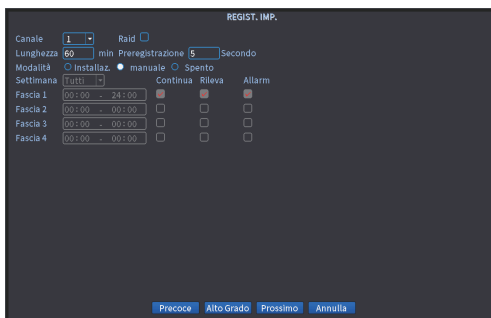 REGIST. IMP.
Canale 1 Raid
Lunghezza 60 min Preregistrazione 5 Secondo
Modalità Installaz. manuale Spento
Settimana Tutti Continua Rileva Allarm
Fascia 1 00:00 - 24:00
Fascia 2 00:00 - 00:00
Fascia 3 00:00 - 00:00
Fascia 4 00:00 - 00:00
Precoce Alto Grado Prossimo Annulla